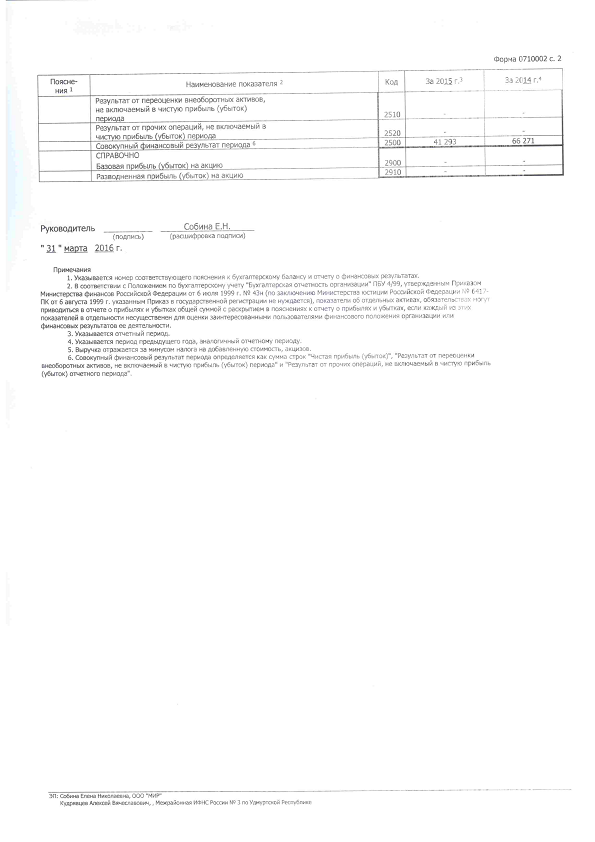 Форма 0710002 с. 2
Поясне-
ния 1
Наименование показателя 2
Код
За 2015 г.3
За 2014 г.4
Результат от переоценки внеоборотных активов,
не включаемый в чистую прибыль (убыток)
периода
2510
-
-
Результат от прочих операций, не включаемый в
чистую прибыль (убыток) периода
2520
-
-
Совокупный финансовый результат периода 6
2500
41 293
66 271
СПРАВОЧНО
Базовая прибыль (убыток) на акцию
2900
-
-
Разводненная прибыль (убыток) на акцию
2910
-
-
Руководитель
Собина Е.Н.
(подпись)
(расшифровка подписи)
" 31 " марта 2016 г.
Примечания
1. Указывается номер соответствующего пояснения к бухгалтерскому балансу и отчету о финансовых результатах.
2. В соответствии с Положением по бухгалтерскому учету "Бухгалтерская отчетность организации" ПБУ 4/99, утвержденным Приказом
Министерства финансов Российской Федерации от 6 июля 1999 г. № 43н (по заключению Министерства юстиции Российской Федерации № 6417-
ПК от 6 августа 1999 г. указанным Приказ в государственной регистрации не нуждается), показатели об отдельных активах, обязательствах могут
приводиться в отчете о прибылях и убытках общей суммой с раскрытием в пояснениях к отчету о прибылях и убытках, если каждый из этих
показателей в отдельности несущественен для оценки заинтересованными пользователями финансового положения организации или
финансовых результатов ее деятельности.
3. Указывается отчетный период.
4. Указывается период предыдущего года, аналогичный отчетному периоду.
5. Выручка отражается за минусом налога на добавленную стоимость, акцизов.
6. Совокупный финансовый результат периода определяется как сумма строк "Чистая прибыль (убыток)", "Результат от переоценки
внеоборотных активов, не включаемый в чистую прибыль (убыток) периода" и "Результат от прочих операций, не включаемый в чистую прибыль
(убыток) отчетного периода".
ЭП: Собина Елена Николаевна, ООО "МИР"
Кудрявцев Алексей Вячеславович, , Межрайонная ИФНС России № 3 по Удмуртской Республике